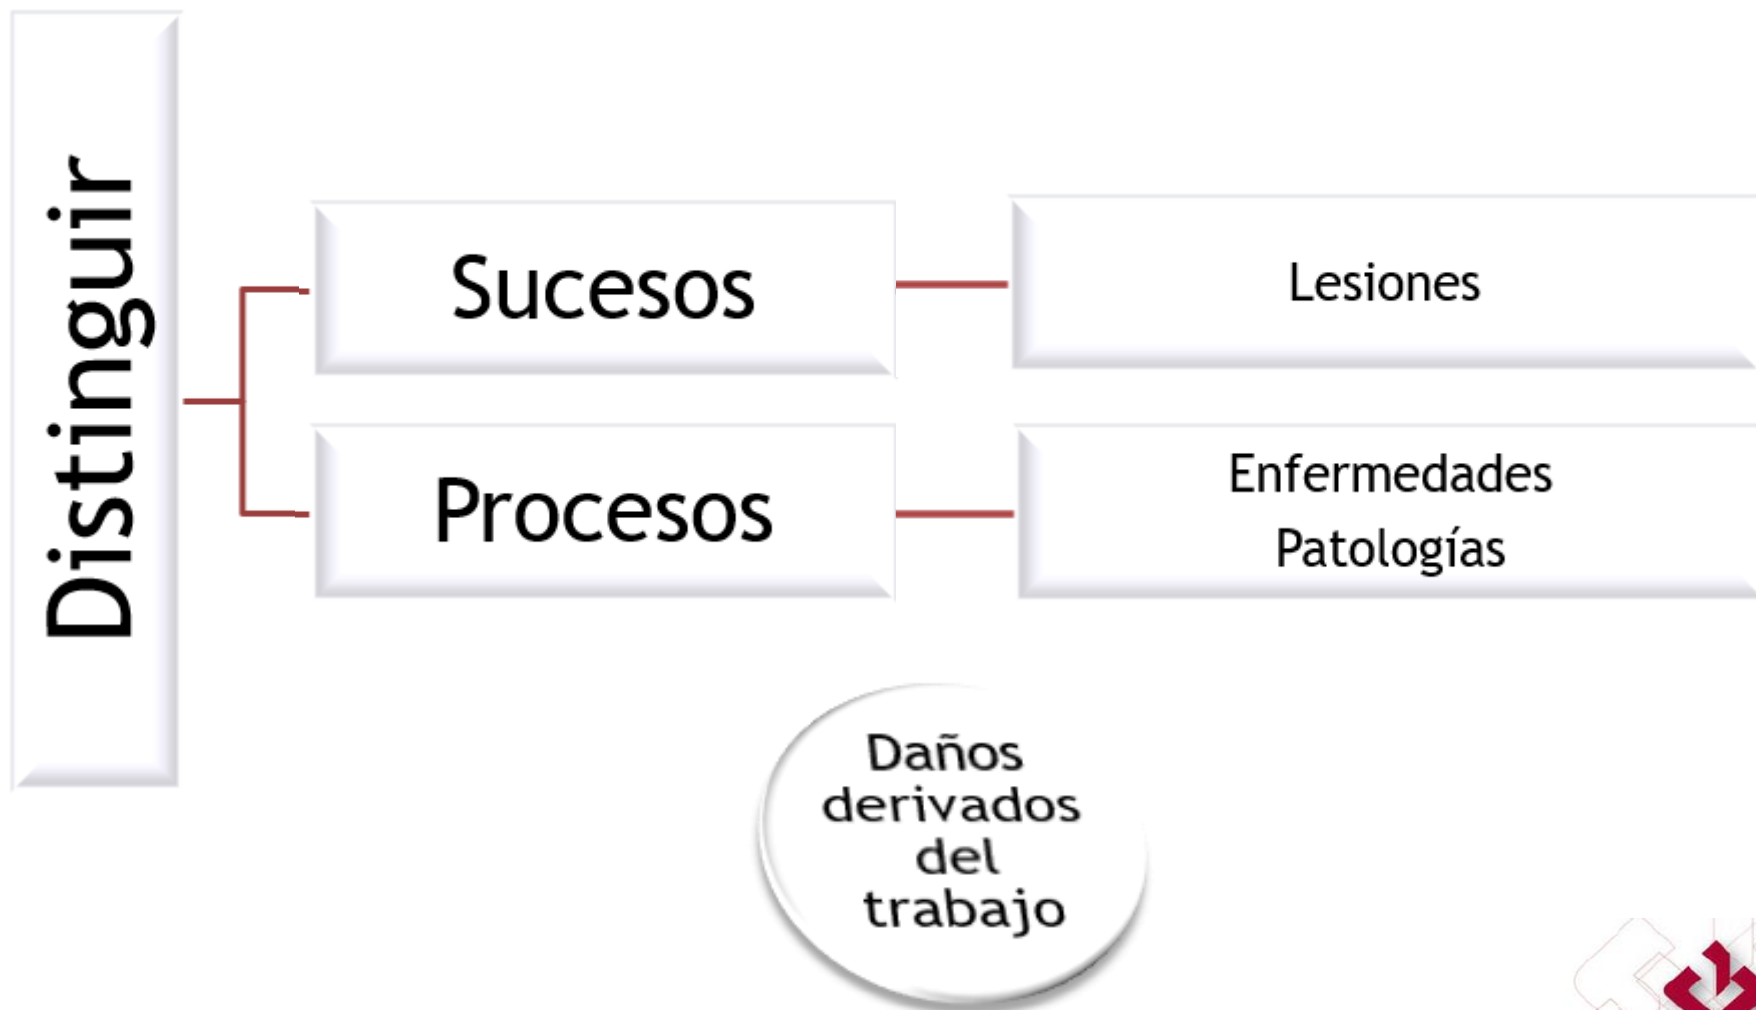 Distinguir
Sucesos
Lesiones
Procesos
Enfermedades
Patologías
Daños
derivados
del
trabajo